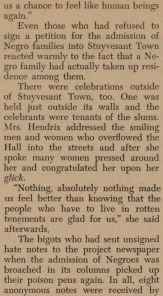 us a chance to feel like human beings
again."
Even those who had refused to
sign a petition for the admission of
Negro families into Stuyvesant Town
reacted warmly to the fact that a Ne-
gro family had actually taken up resi-
dence among them.
There were celebrations outside
of Stuyvesant Town, too. One was
held just outside its walls and the
celebrants were tenants of the slums.
Mrs. Hendrix addressed the smiling
men and women who overflowed the
Hall into the streets and after she
spoke many women pressed around
her and congratulated her upon her
glick.
"Nothing, absolutely nothing made
us feel better than knowing that the
people who have to live in rotten
tenements are glad for us," she said
afterwards.
The bigots who had sent unsigned
hate notes to the project newspaper
when the admission of Negroes was
broached in its columns picked up
their poison pens again. In all, eight
anonymous letters were received by